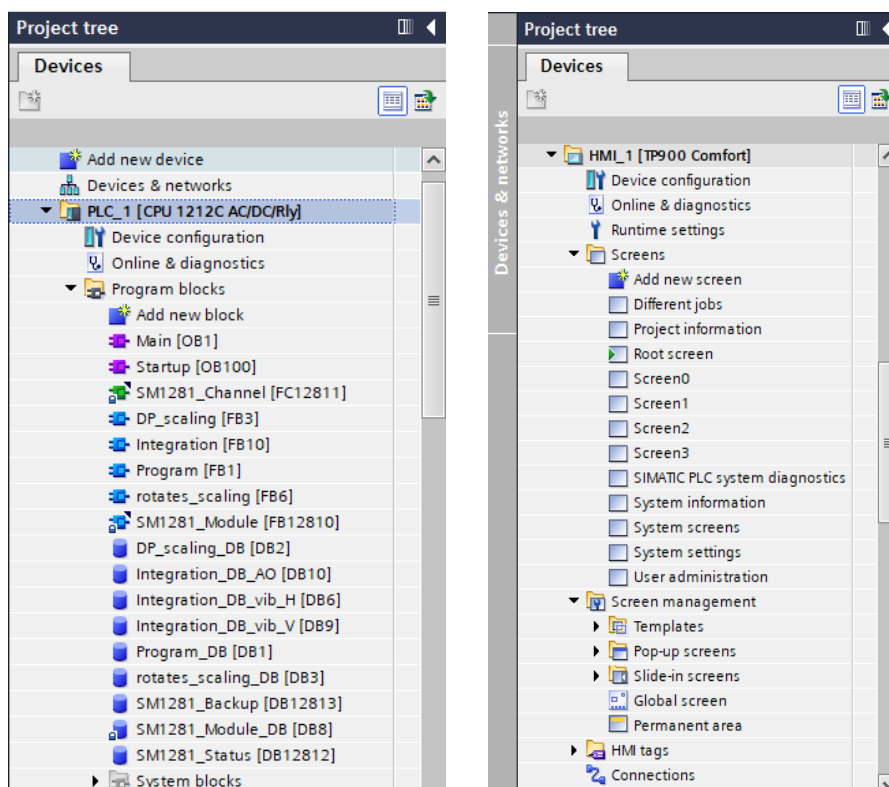 Project tree
Devices
Add new device
Devices & networks
PLC_1 [CPU 1212C AC/DC/Rly]
Device configuration
Online & diagnostics
Program blocks
Add new block
Main [OB1]
Startup [OB100]
SM1281_Channel [FC12811]
DP_scaling [FB3]
Integration [FB10]
Program [FB1]
rotates_scaling [FB6]
SM1281_Module [FB12810]
DP_scaling_DB [DB2]
Integration_DB_AO [DB10]
Integration_DB_vib_H [DB6]
Integration_DB_vib_V [DB9]
Program_DB [DB1]
rotates_scaling_DB [DB3]
SM1281_Backup [DB12813]
SM1281_Module_DB [DB8]
SM1281_Status [DB12812]
System blocks
Devices & networks
Project tree
Devices
HMI_1 [TP900 Comfort]
Device configuration
Online & diagnostics
Runtime settings
Screens
Add new screen
Different jobs
Project information
Root screen
Screen0
Screen1
Screen2
Screen3
SIMATIC PLC system diagnostics
System information
System screens
System settings
User administration
Screen management
Templates
Pop-up screens
Slide-in screens
Global screen
Permanent area
HMI tags
Connections